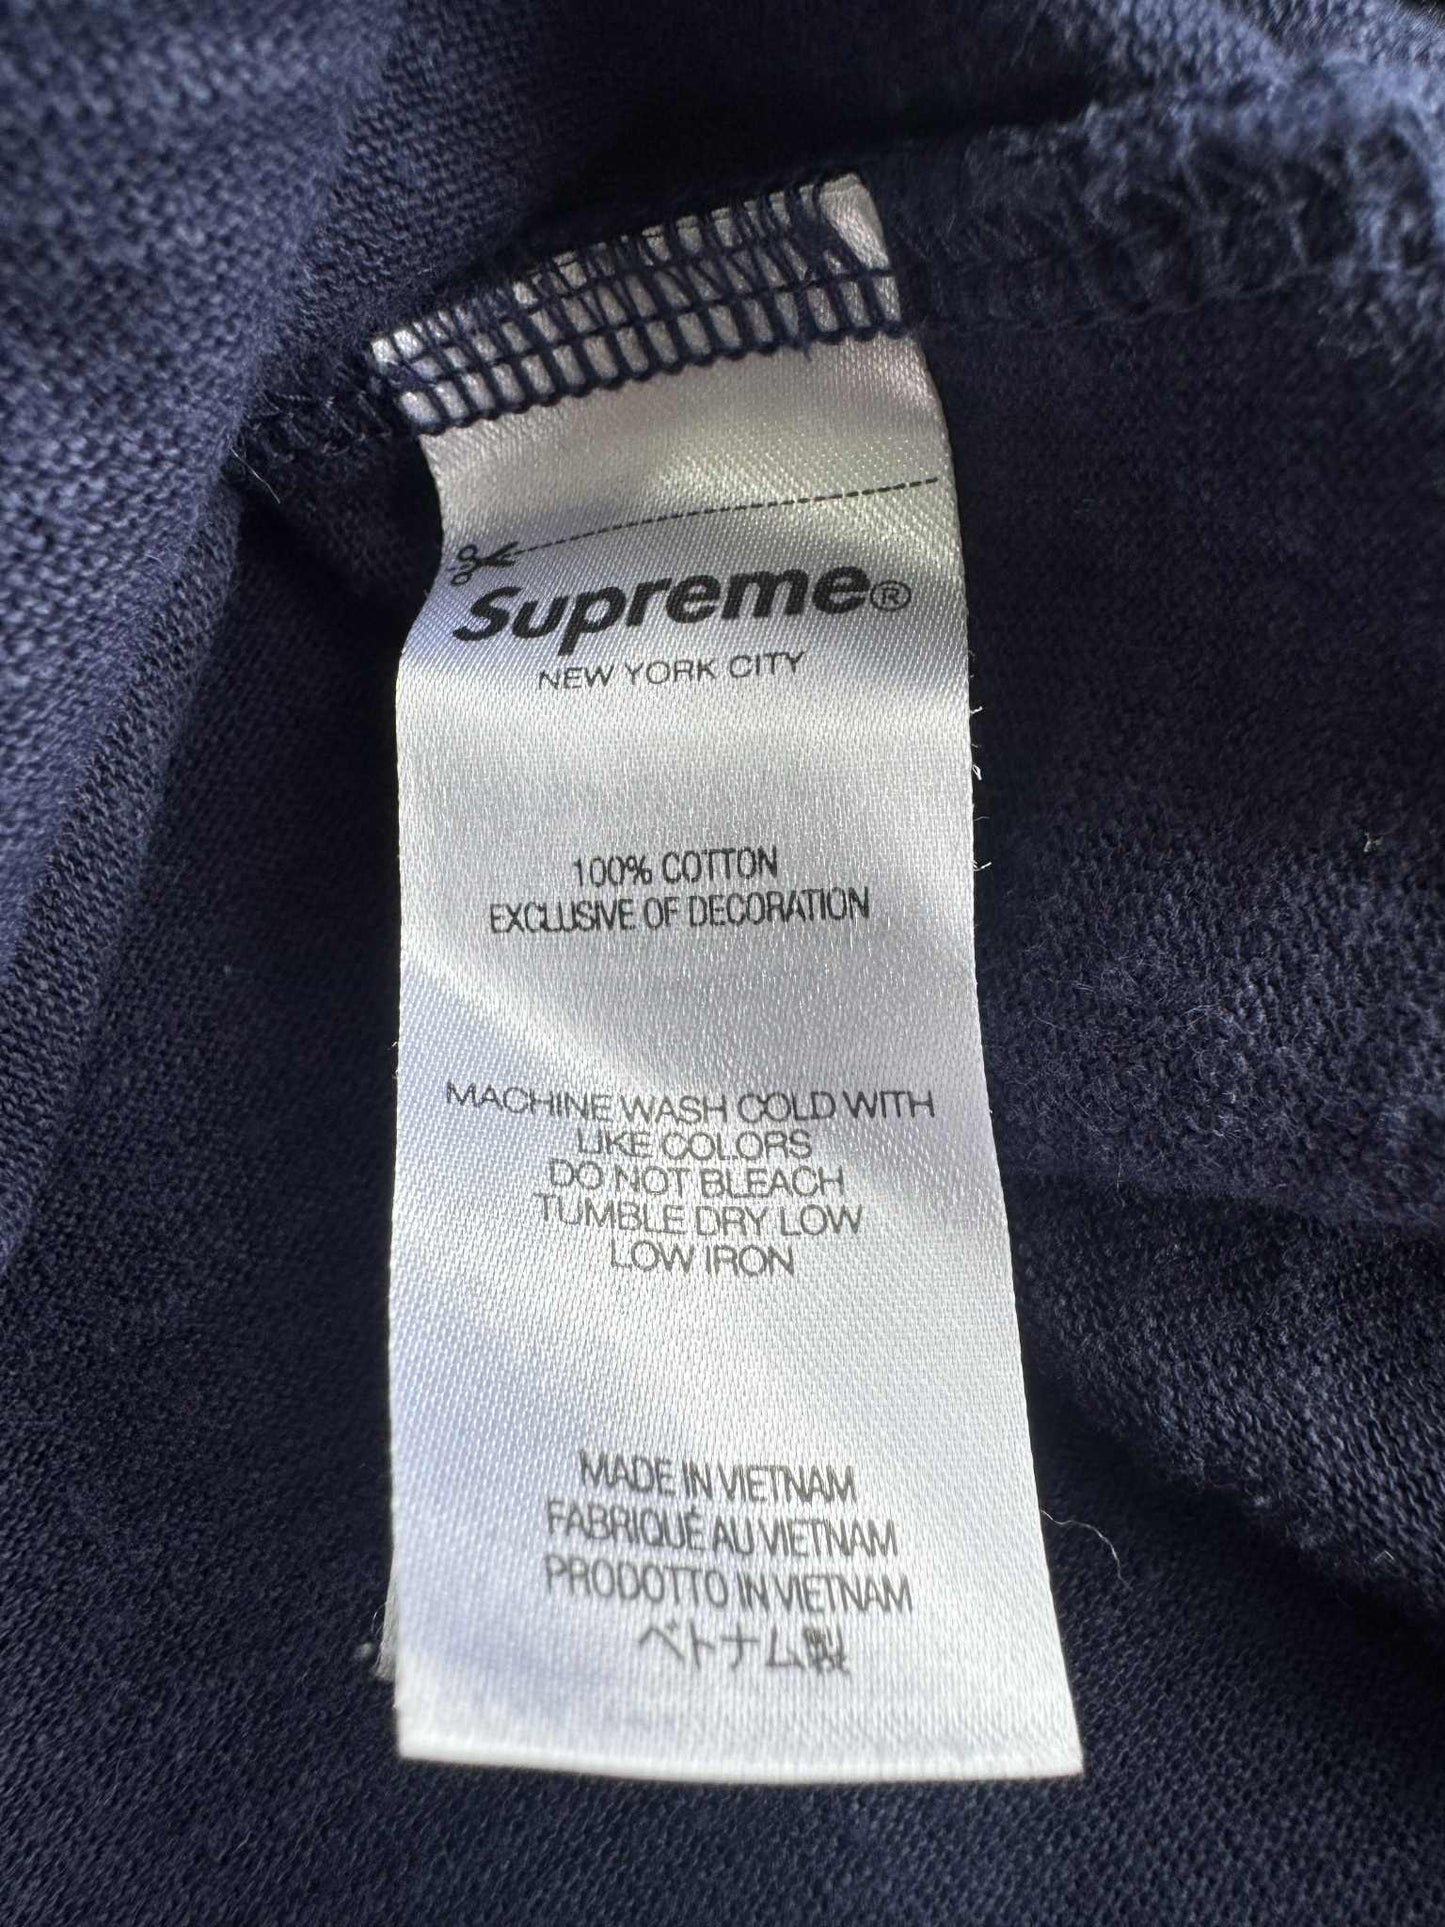 Supreme®
NEW YORK CITY
100% COTTON
EXCLUSIVE OF DECORATION
MACHINE WASH COLD WITH
LIKE COLORS
DO NOT BLEACH
TUMBLE DRY LOW
LOW IRON
MADE IN VIETNAM
FABRIQUÉ AU VIETNAM
PRODOTTO IN VIETNAM
ベトナム製